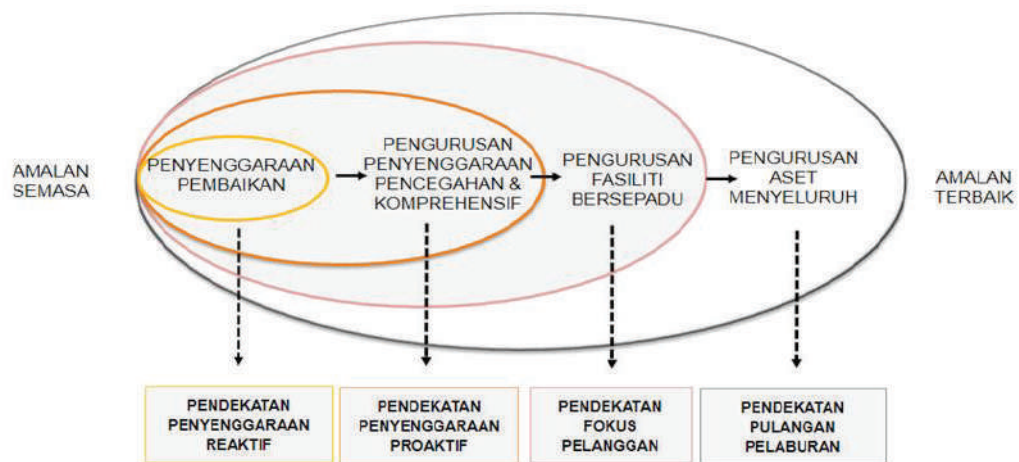 AMALAN
SEMASA
PENYENGGARAAN
PEMBAIKAN
PENGURUSAN
PENYENGGARAAN
PENCEGAHAN &
KOMPREHENSIF
PENGURUSAN
FASILITI
BERSEPADU
PENGURUSAN
ASET
MENYELURUH
AMALAN
TERBAIK
PENDEKATAN
PENYENGGARAAN
REAKTIF
PENDEKATAN
PENYENGGARAAN
PROAKTIF
PENDEKATAN
FOKUS
PELANGGAN
PENDEKATAN
PULANGAN
PELABURAN